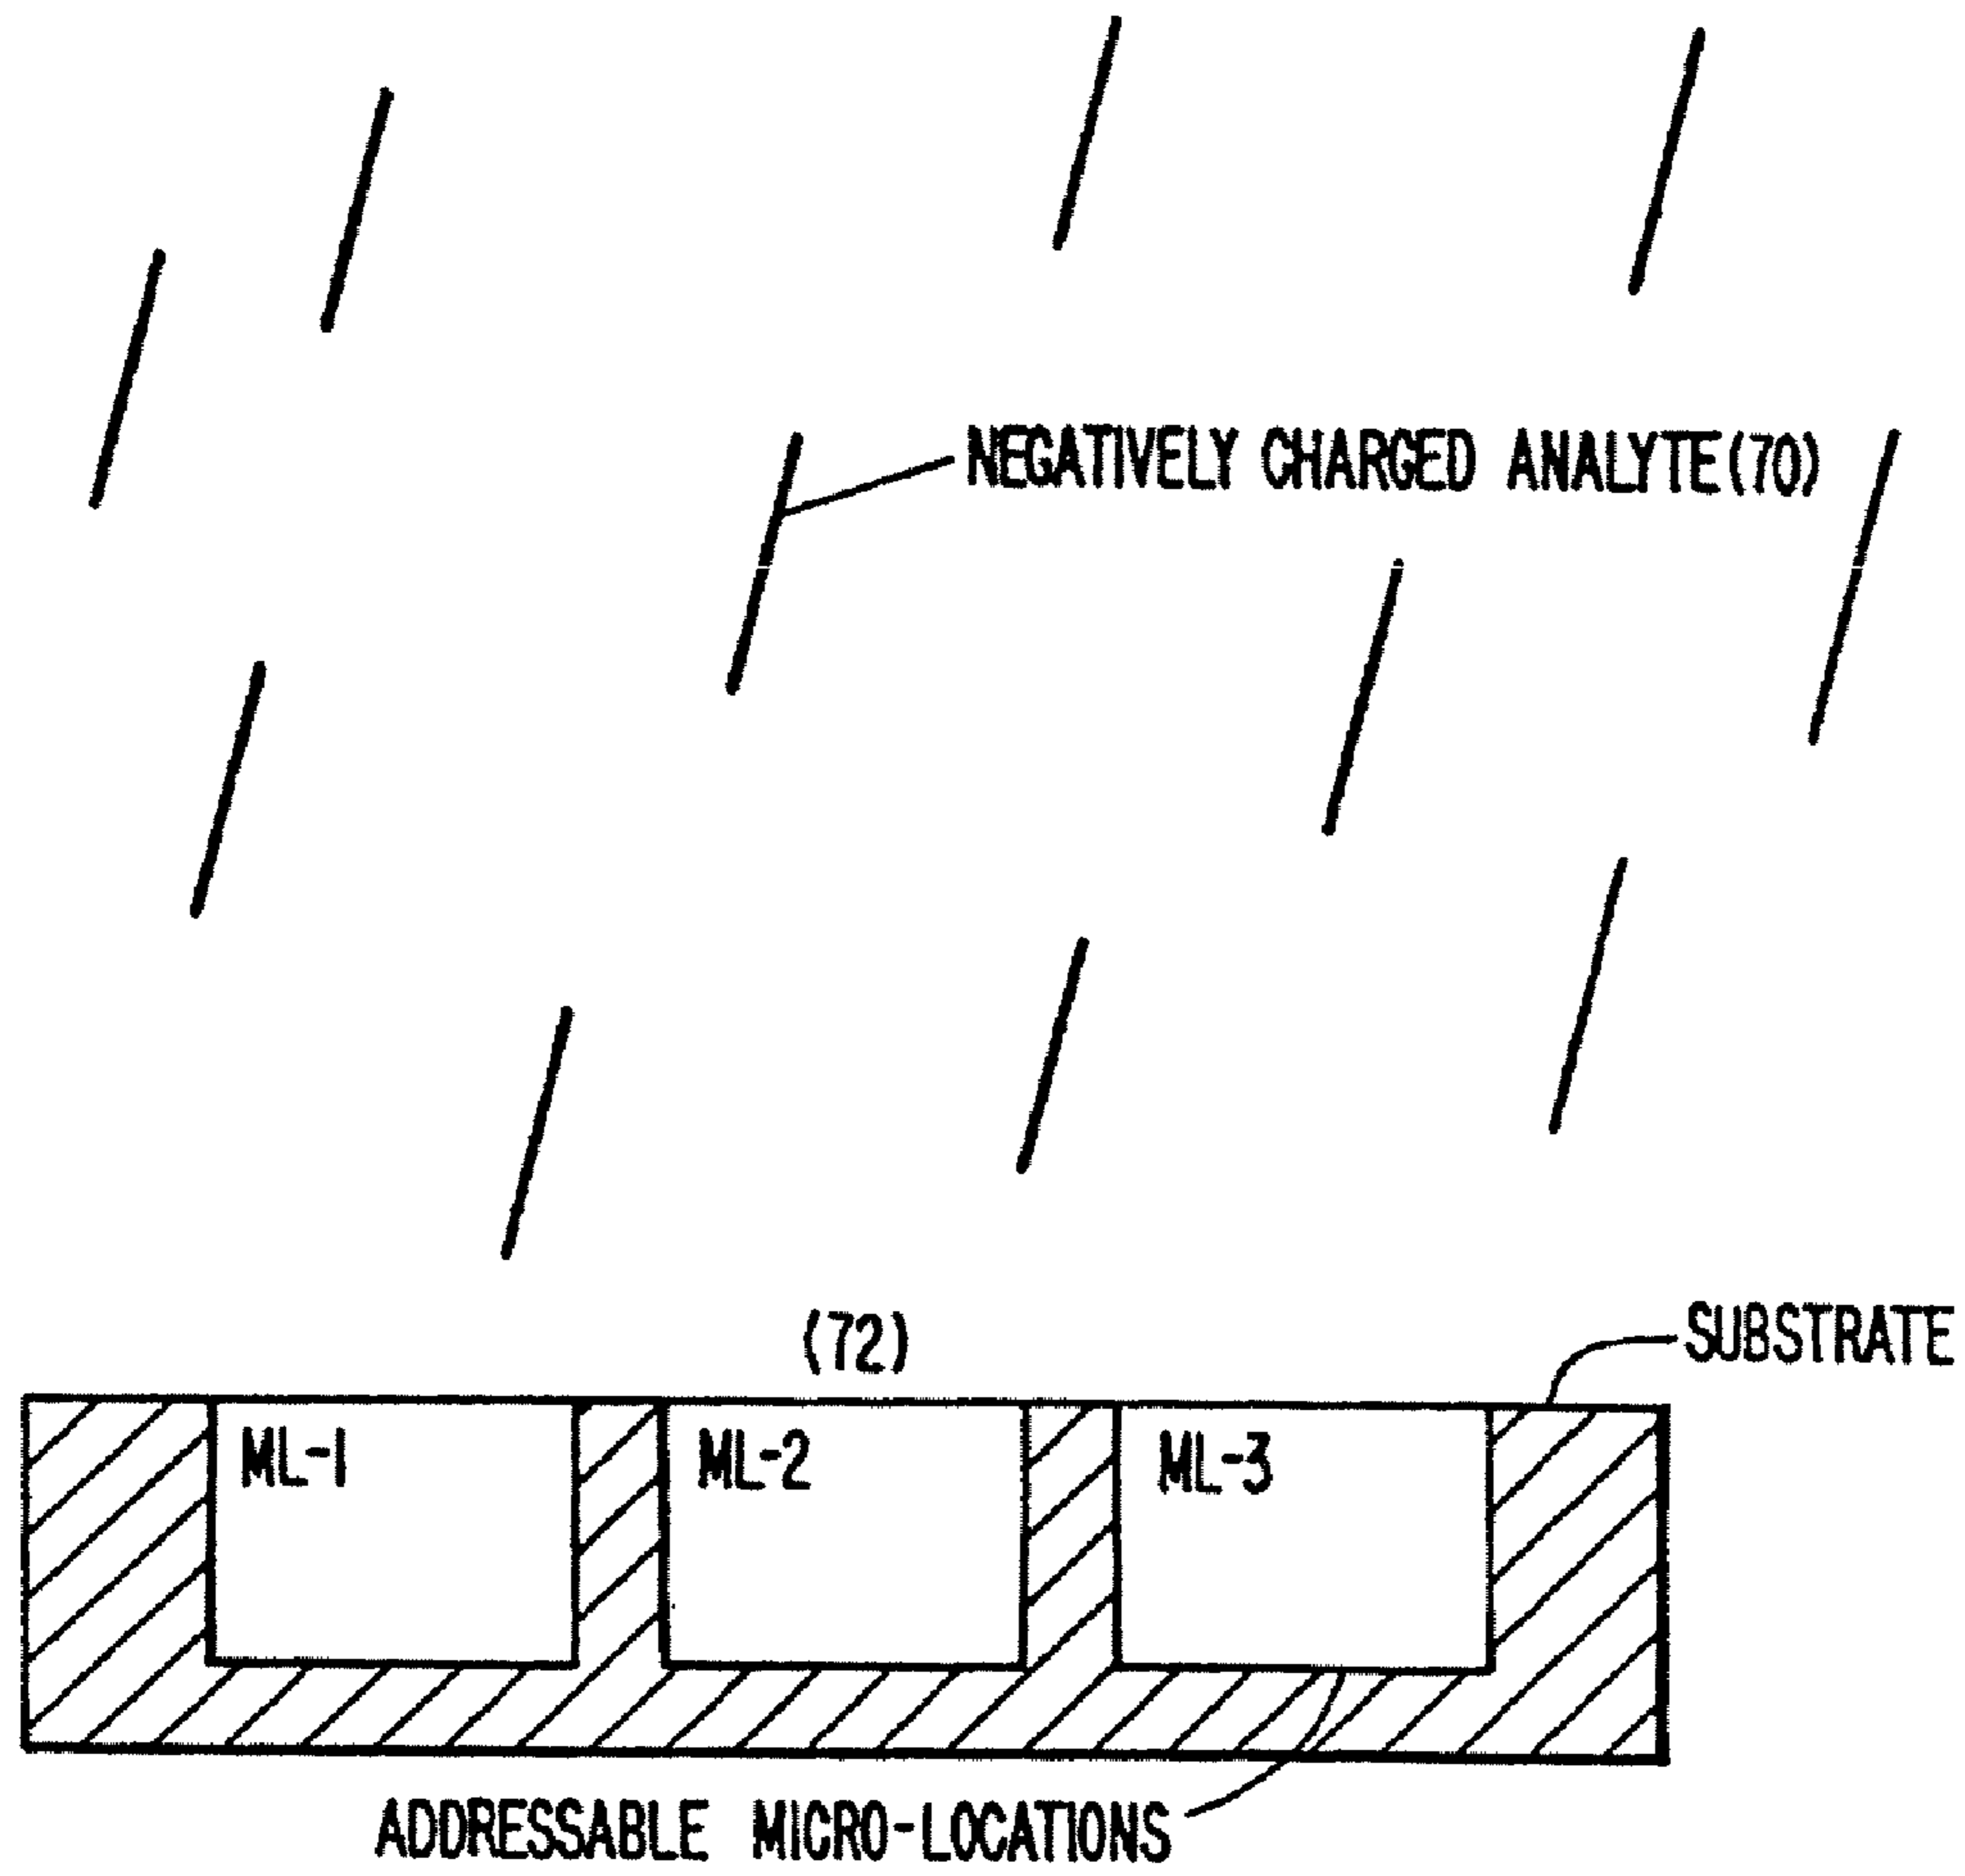 NEGATIVELY CHARGED ANALYTE(70)
(72)
SUBSTRATE
ML-1
ML-2
ML-3
ADDRESSABLE MICRO-LOCATIONS